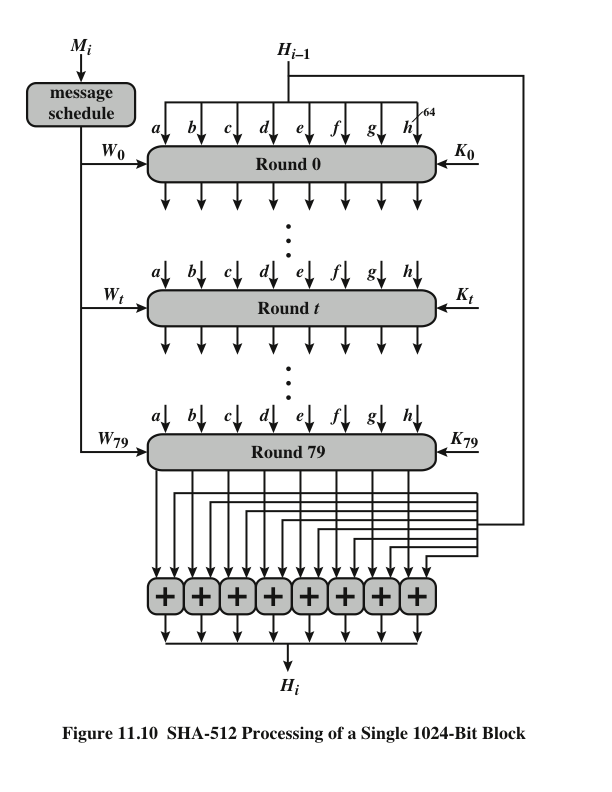 Mi
Hi–1
message
schedule
64
a b c d e f g h
W0
Round 0
K0
a b c d e f g h
Wt
Round t
Kt
a b c d e f g h
W79
Round 79
K79
+ + + + + + + +
Hi
Figure 11.10 SHA-512 Processing of a Single 1024-Bit Block